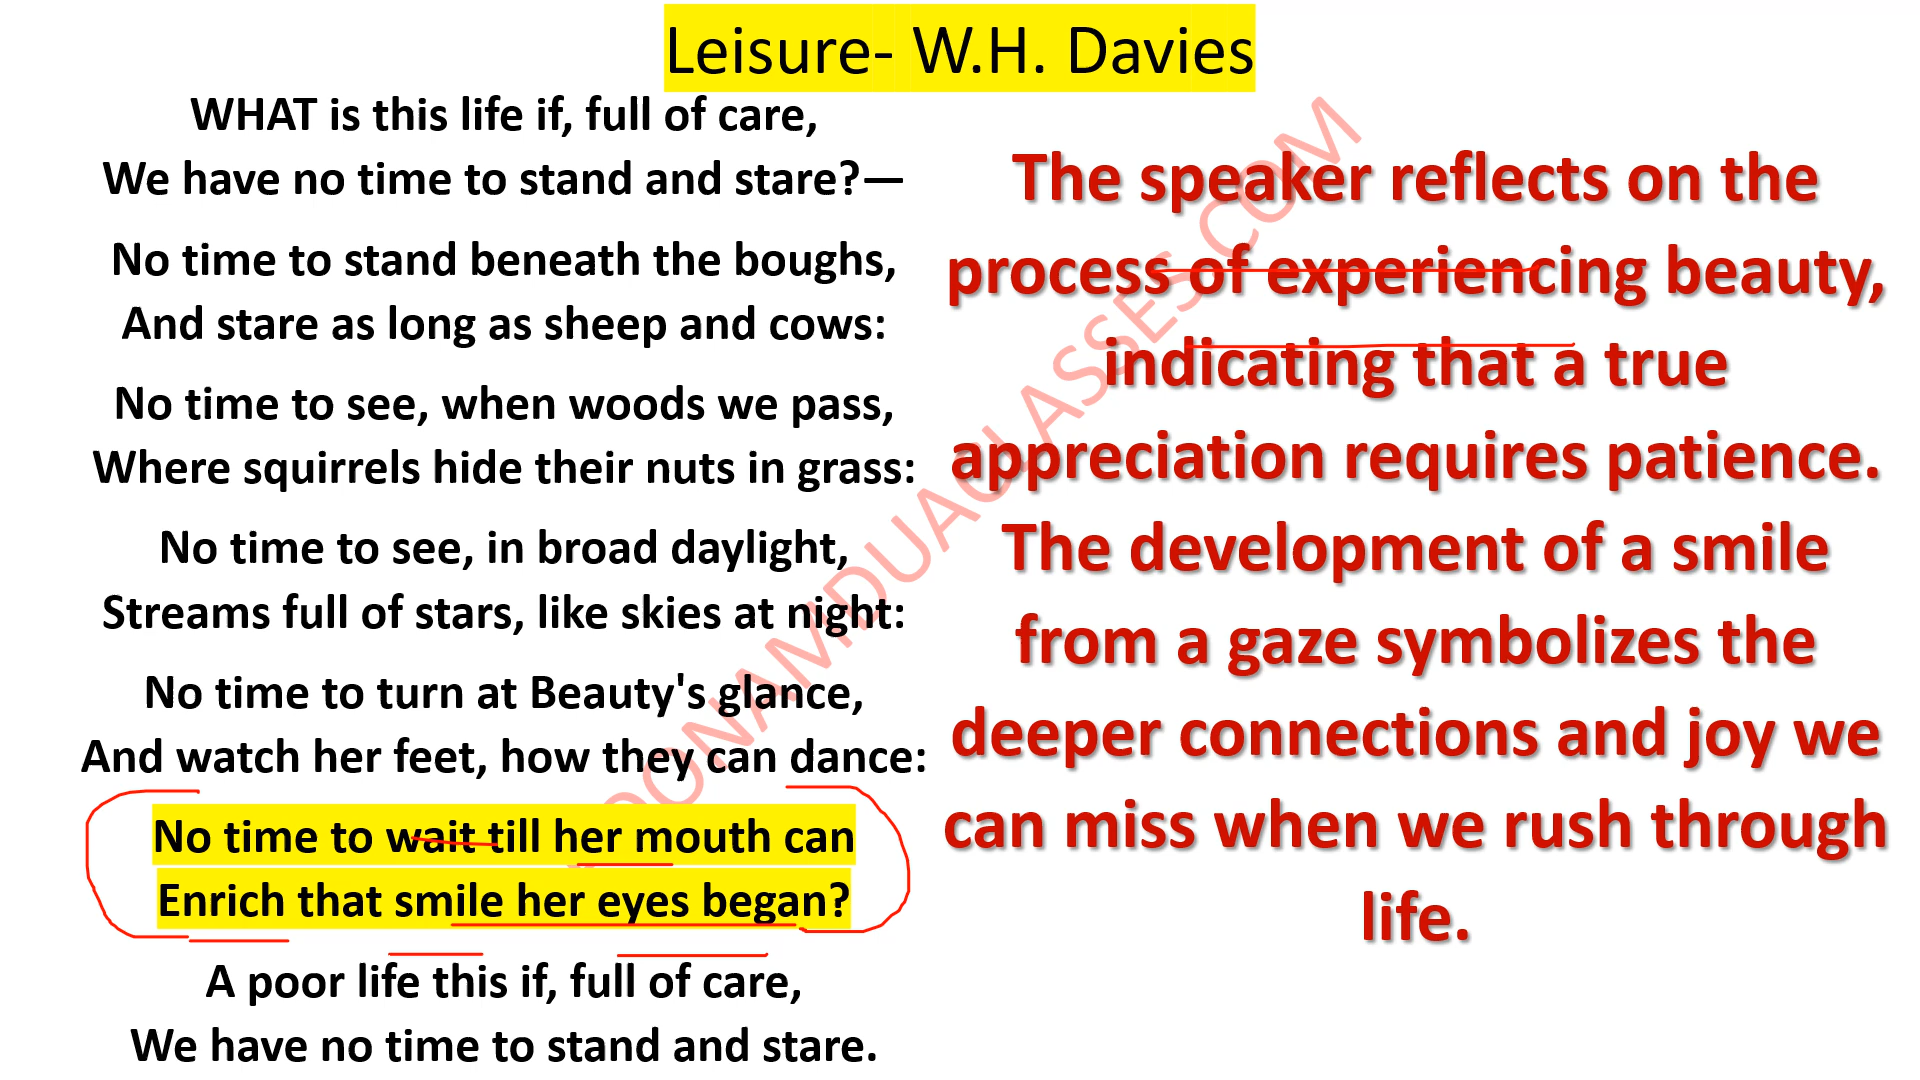 Leisure- W.H. Davies
WHAT is this life if, full of care,
We have no time to stand and stare?—
No time to stand beneath the boughs,
And stare as long as sheep and cows:
No time to see, when woods we pass,
Where squirrels hide their nuts in grass:
No time to see, in broad daylight,
Streams full of stars, like skies at night:
No time to turn at Beauty's glance,
And watch her feet, how they can dance:
No time to wait till her mouth can
Enrich that smile her eyes began?
A poor life this if, full of care,
We have no time to stand and stare.
The speaker reflects on the
process of experiencing beauty,
indicating that a true
appreciation requires patience.
The development of a smile
from a gaze symbolizes the
deeper connections and joy we
can miss when we rush through
life.